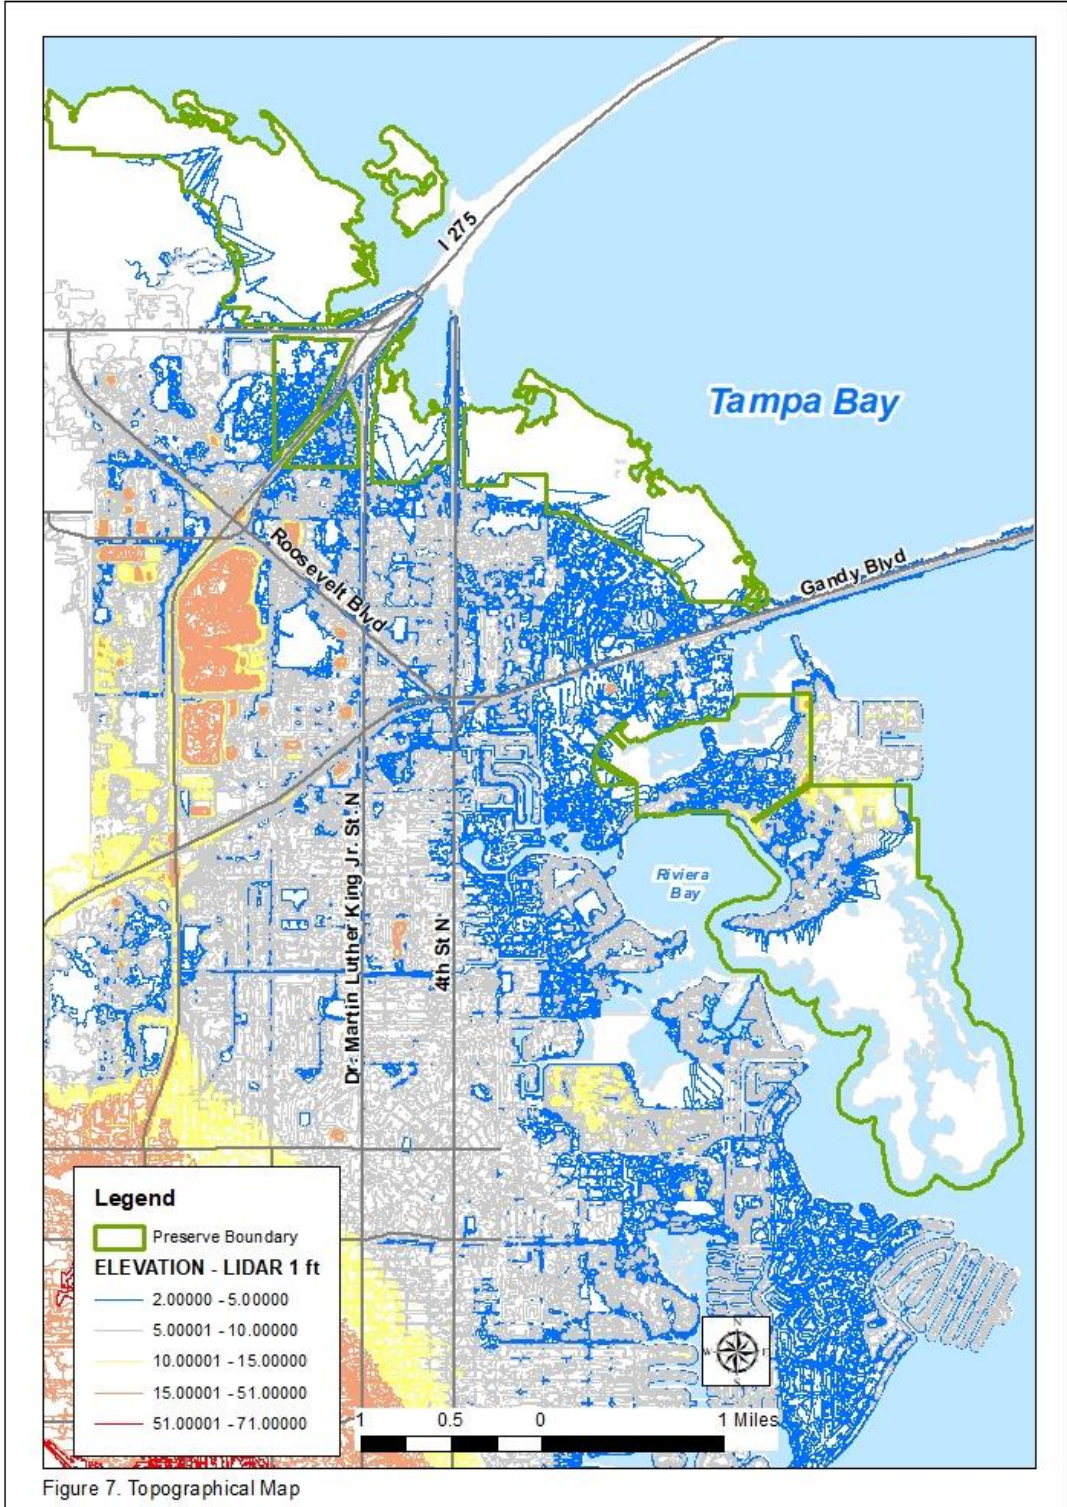 I 275
Tampa Bay
Roosevelt Blvd
Gandy Blvd
Dr. Martin Luther King Jr. St. N
4th St N
Riviera
Bay
Legend
Preserve Boundary
ELEVATION - LIDAR 1 ft
2.00000 - 5.00000
5.00001 - 10.00000
10.00001 - 15.00000
15.00001 - 51.00000
51.00001 - 71.00000
N
W
E
S
1 0.5 0 1 Miles
Figure 7. Topographical Map